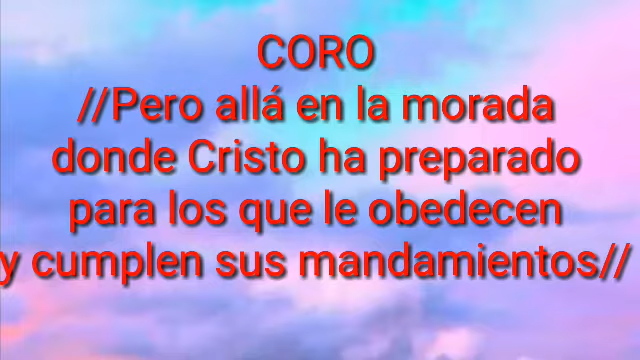 CORO
//Pero allá en la morada
donde Cristo ha preparado
para los que le obedecen
y cumplen sus mandamientos//